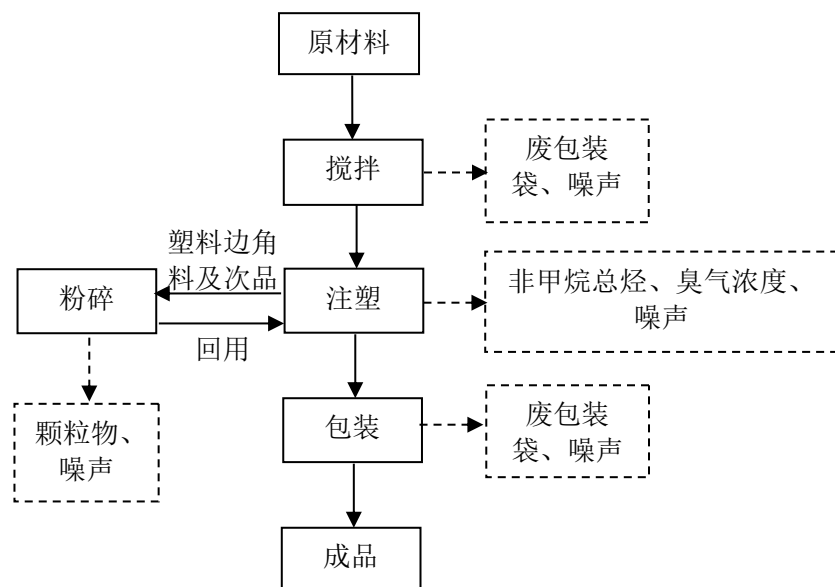 原材料
搅拌
废包装
袋、噪声
塑料边角
料及次品
粉碎
注塑
非甲烷总烃、臭气浓度、
噪声
回用
颗粒物、
噪声
包装
废包装
袋、噪声
成品